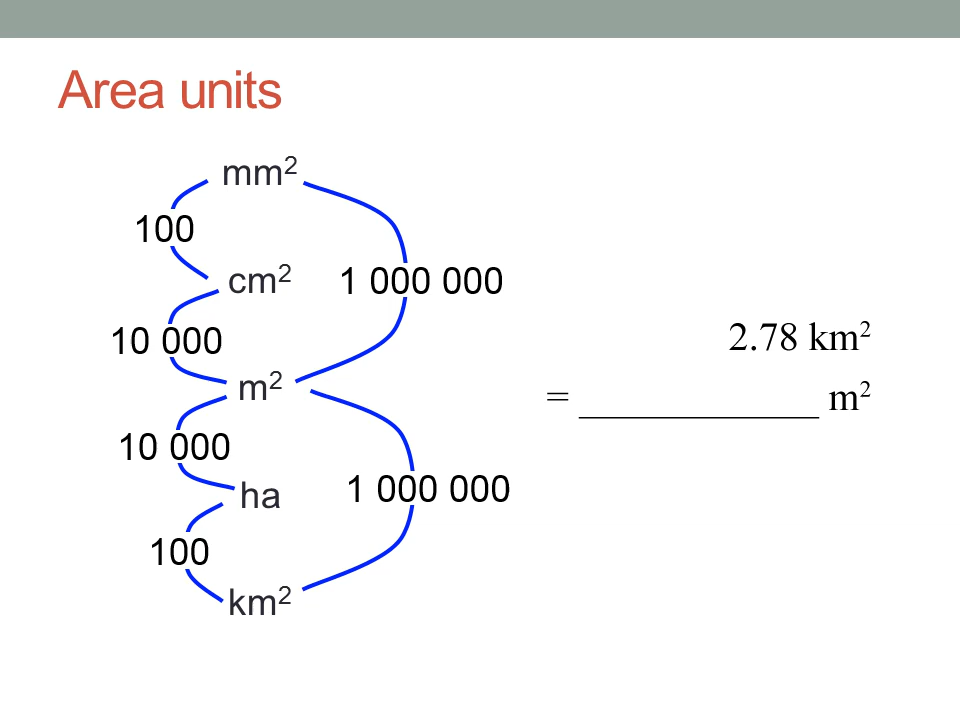 Area units
mm²
100
cm²
1 000 000
10 000
m²
10 000
ha
1 000 000
100
km²
2.78 km²
= ____________ m²